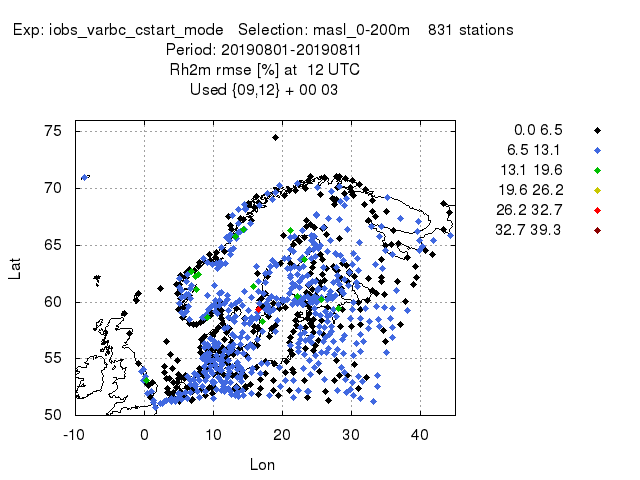 Exp: iobs_varbc_cstart_mode   Selection: masl_0-200m    831 stations
Period: 20190801-20190811
Rh2m rmse [%] at  12 UTC
Used {09,12} + 00 03
0.0 6.5
6.5 13.1
13.1 19.6
19.6 26.2
26.2 32.7
32.7 39.3
75
70
65
60
55
50
Lat
-10 0 10 20 30 40
Lon